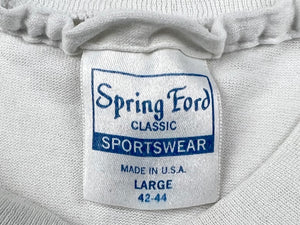 Spring Ford
CLASSIC
SPORTSWEAR
MADE IN U.S.A.
LARGE
42-44